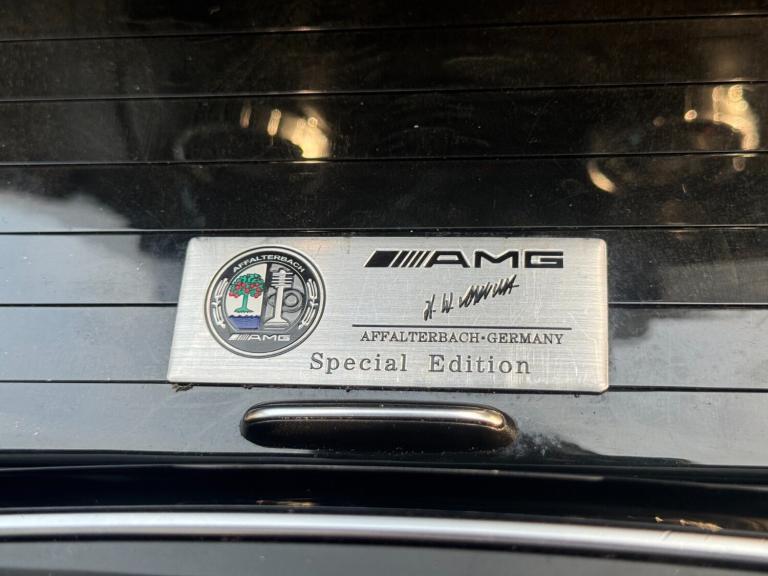 AFFALTERBACH
AMG
AMG
AFFALTERBACH•GERMANY
Special Edition